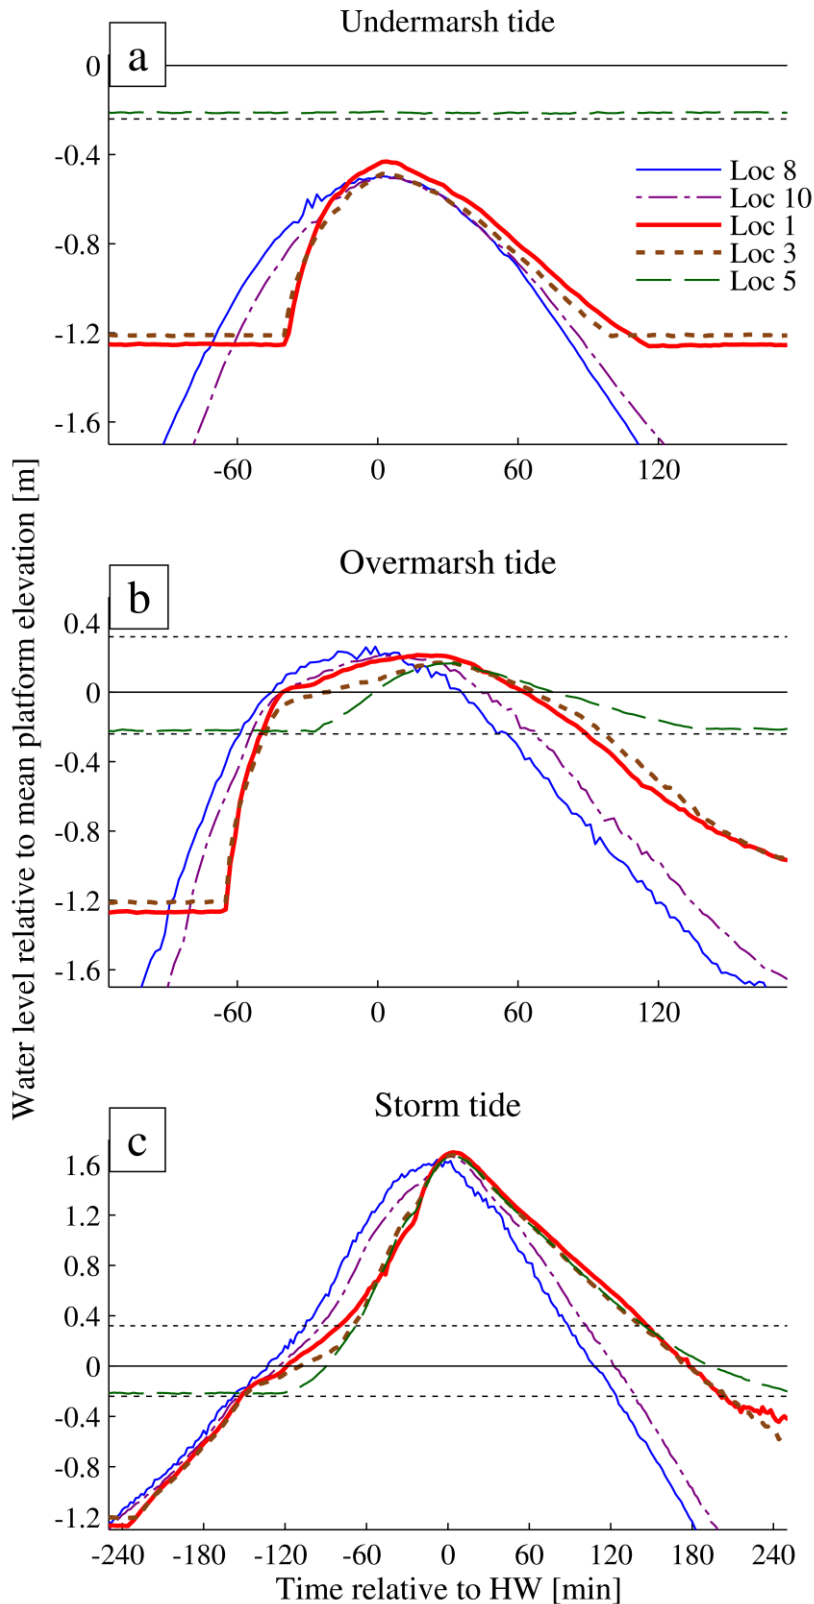 Undermarsh tide
a
0
-0.4
-0.8
-1.2
-1.6
Loc 8
Loc 10
Loc 1
Loc 3
Loc 5
-60 0 60 120
Water level relative to mean platform elevation [m]
Overmarsh tide
b
0.4
0
-0.4
-0.8
-1.2
-1.6
-60 0 60 120
Storm tide
c
1.6
1.2
0.8
0.4
0
-0.4
-0.8
-1.2
-240 -180 -120 -60 0 60 120 180 240
Time relative to HW [min]